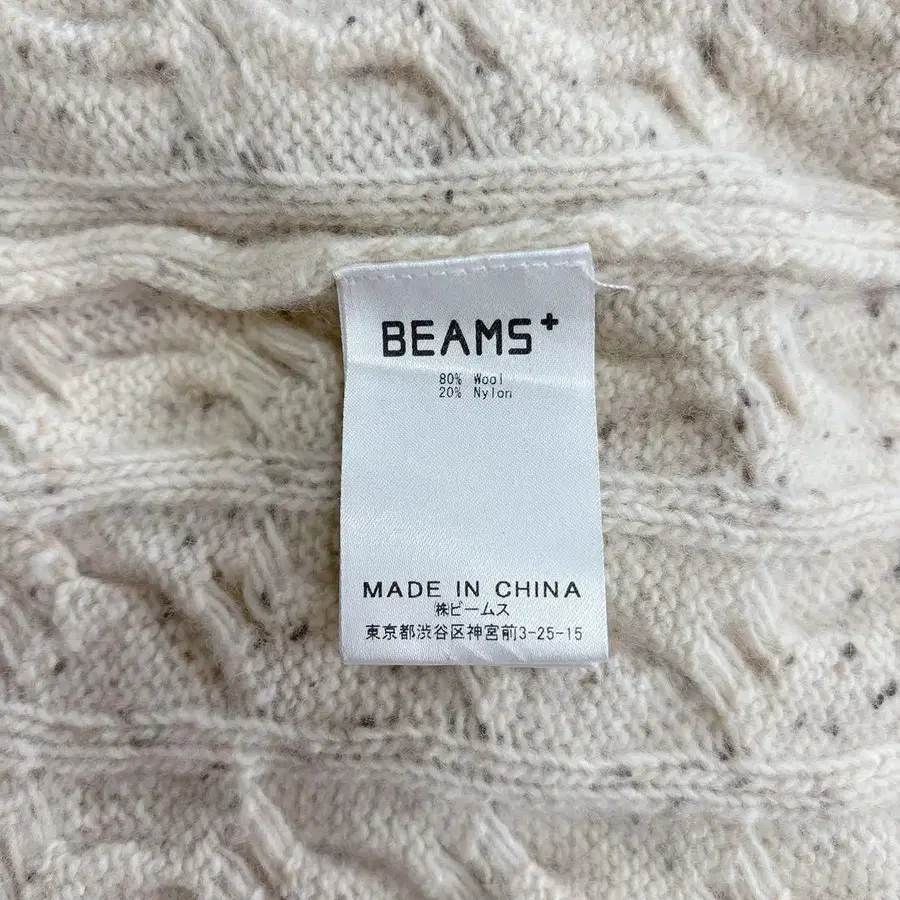 BEAMS+
80% Wool
20% Nylon
MADE IN CHINA
㈱ビームス
東京都渋谷区神宮前3-25-15